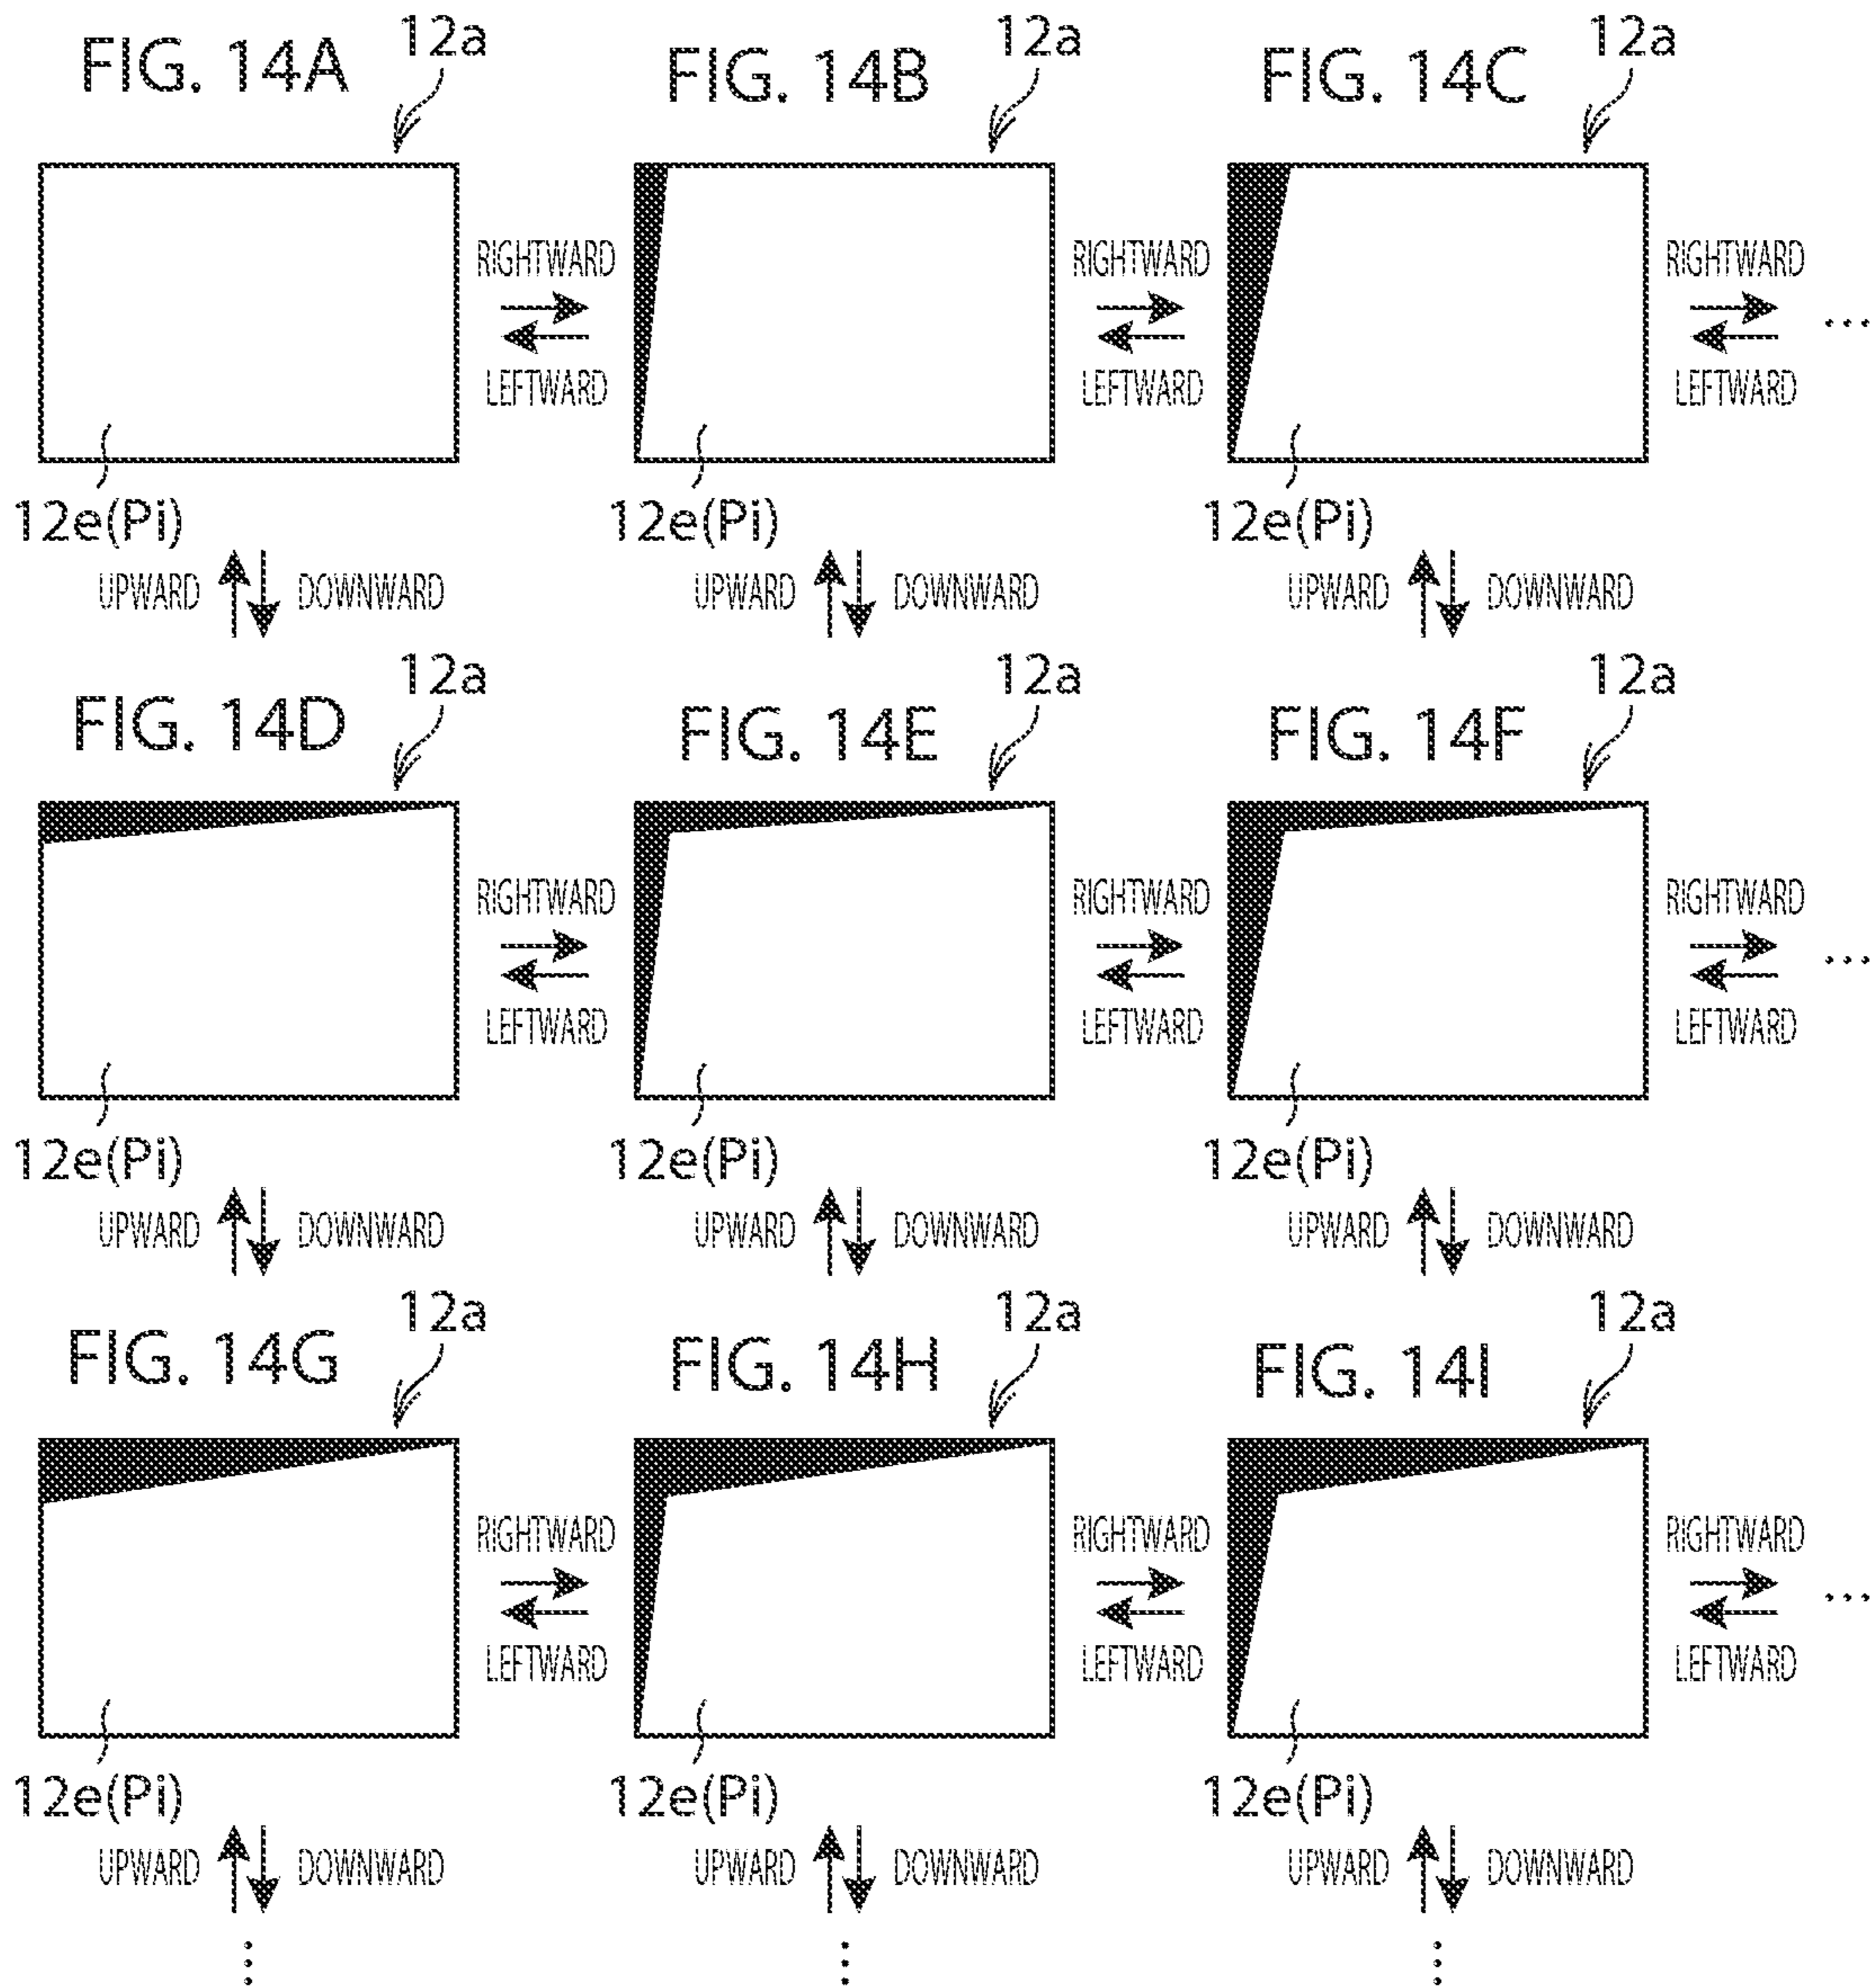 FIG. 14A 12a FIG. 14B 12a FIG. 14C 12a
RIGHTWARD RIGHTWARD RIGHTWARD
...
LEFTWARD LEFTWARD LEFTWARD
12e(Pi) 12e(Pi) 12e(Pi)
UPWARD DOWNWARD UPWARD DOWNWARD UPWARD DOWNWARD
FIG. 14D 12a FIG. 14E 12a FIG. 14F 12a
RIGHTWARD RIGHTWARD RIGHTWARD
...
LEFTWARD LEFTWARD LEFTWARD
12e(Pi) 12e(Pi) 12e(Pi)
UPWARD DOWNWARD UPWARD DOWNWARD UPWARD DOWNWARD
FIG. 14G 12a FIG. 14H 12a FIG. 14I 12a
RIGHTWARD RIGHTWARD RIGHTWARD
...
LEFTWARD LEFTWARD LEFTWARD
12e(Pi) 12e(Pi) 12e(Pi)
UPWARD DOWNWARD UPWARD DOWNWARD UPWARD DOWNWARD